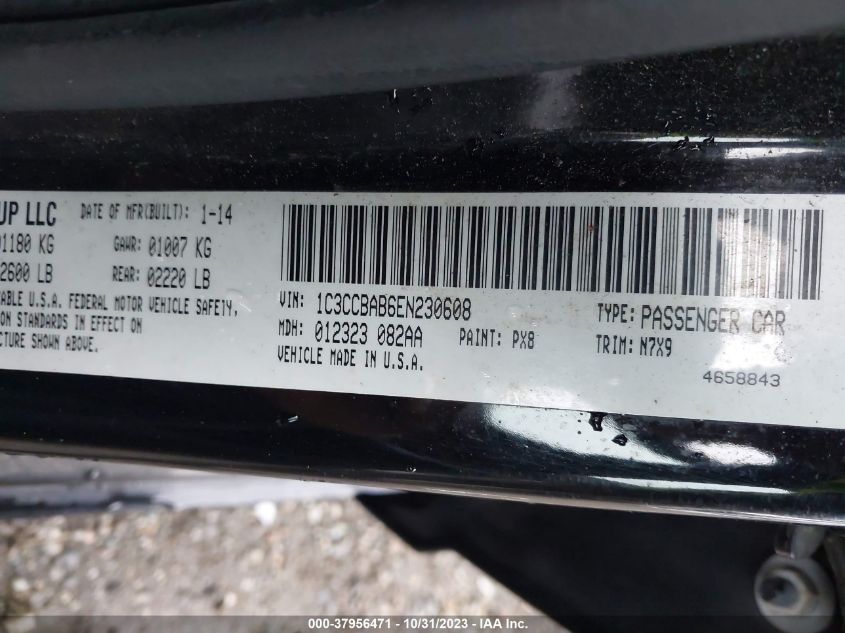 UP LLC DATE OF MFR(BUILT): 1-14
1180 KG GAWR: 01007 KG
2600 LB REAR: 02220 LB
ABLE U.S.A. FEDERAL MOTOR VEHICLE SAFETY,
ION STANDARDS IN EFFECT ON
CTURE SHOWN ABOVE.
VIN: 1C3CCBAB6EN230608 TYPE: PASSENGER CAR
MDH: 012323 082AA PAINT: PX8 TRIM: N7X9
VEHICLE MADE IN U.S.A.
4658843
000-37956471 - 10/31/2023 - IAA Inc.